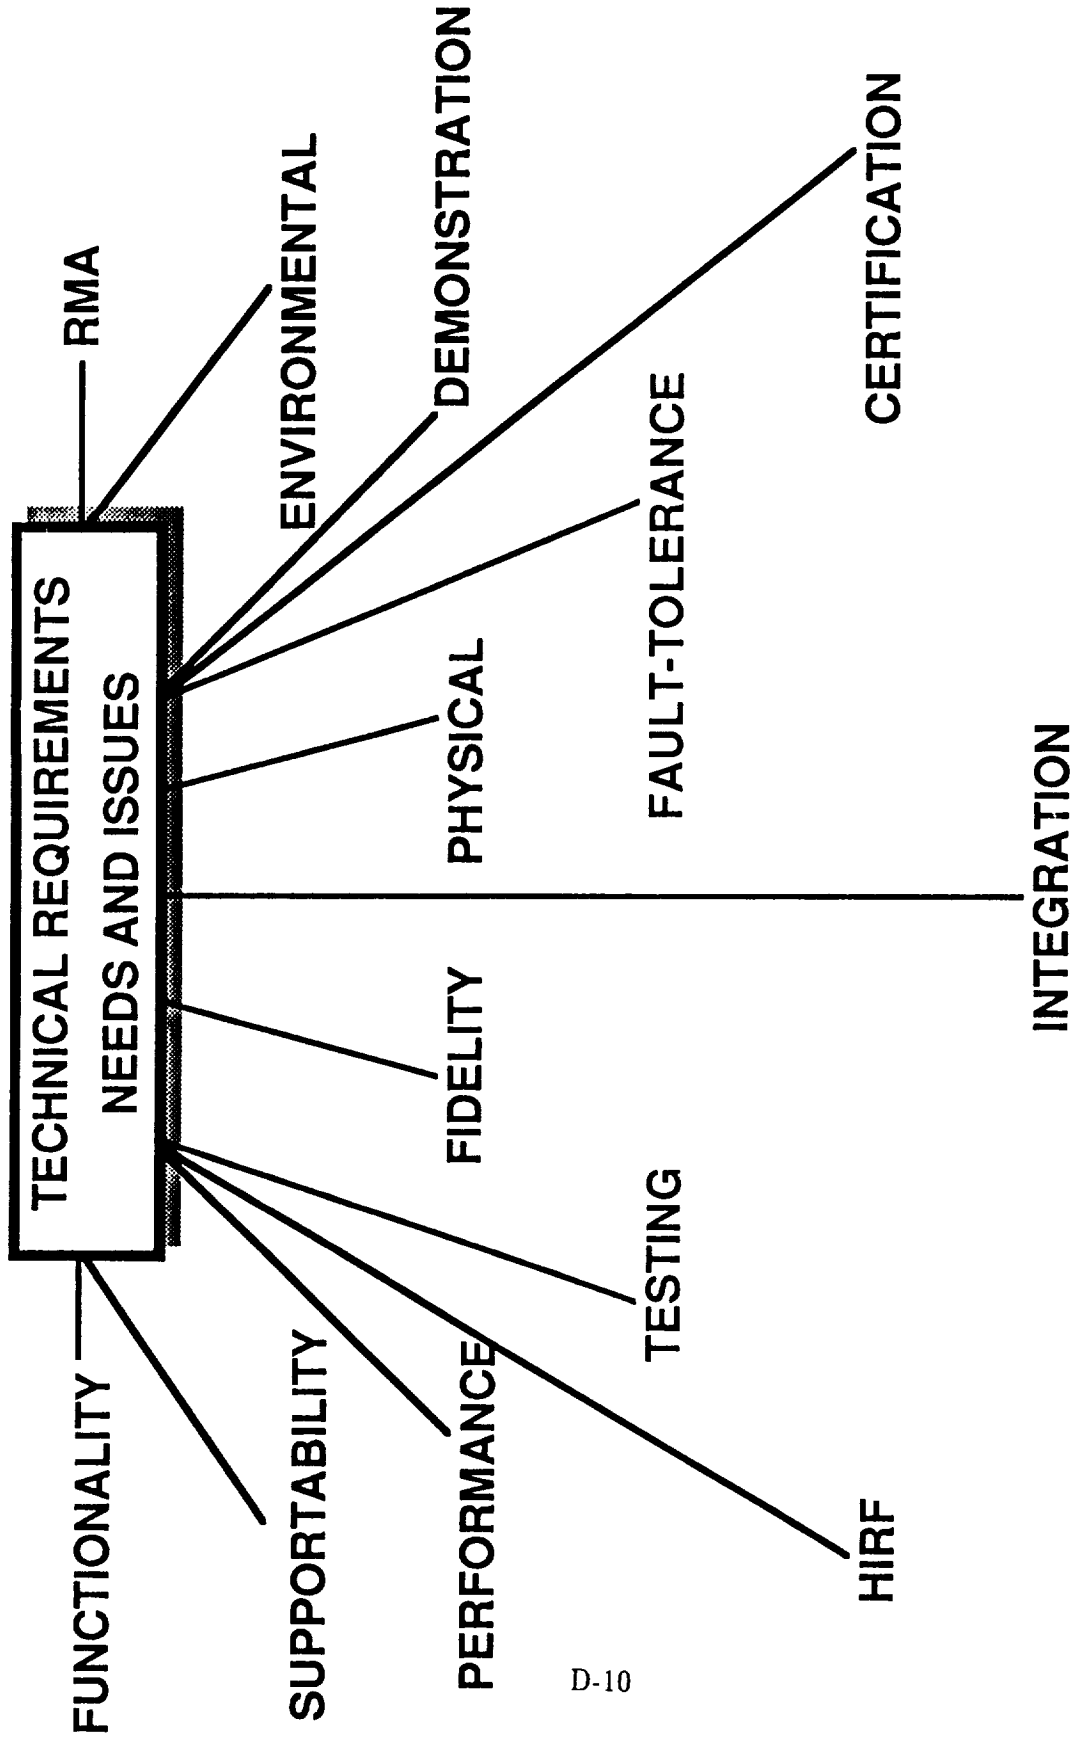 TECHNICAL REQUIREMENTS
NEEDS AND ISSUES
FUNCTIONALITY
RMA
SUPPORTABILITY
ENVIRONMENTAL
PERFORMANCE
FIDELITY
PHYSICAL
DEMONSTRATION
TESTING
FAULT-TOLERANCE
HIRF
CERTIFICATION
INTEGRATION
D-10